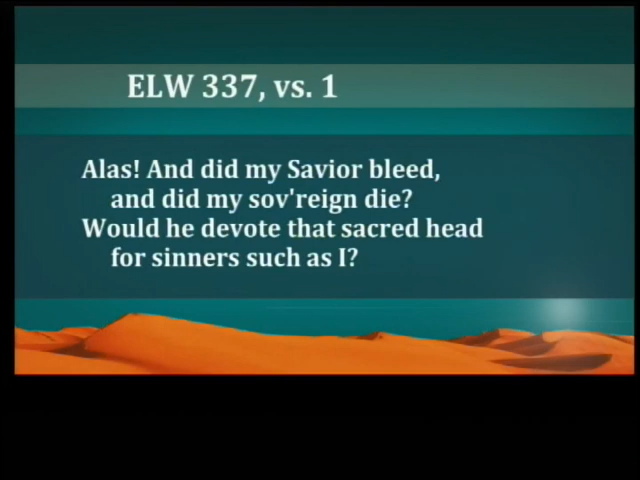 ELW 337, vs. 1
Alas! And did my Savior bleed,
and did my sov'reign die?
Would he devote that sacred head
for sinners such as I?